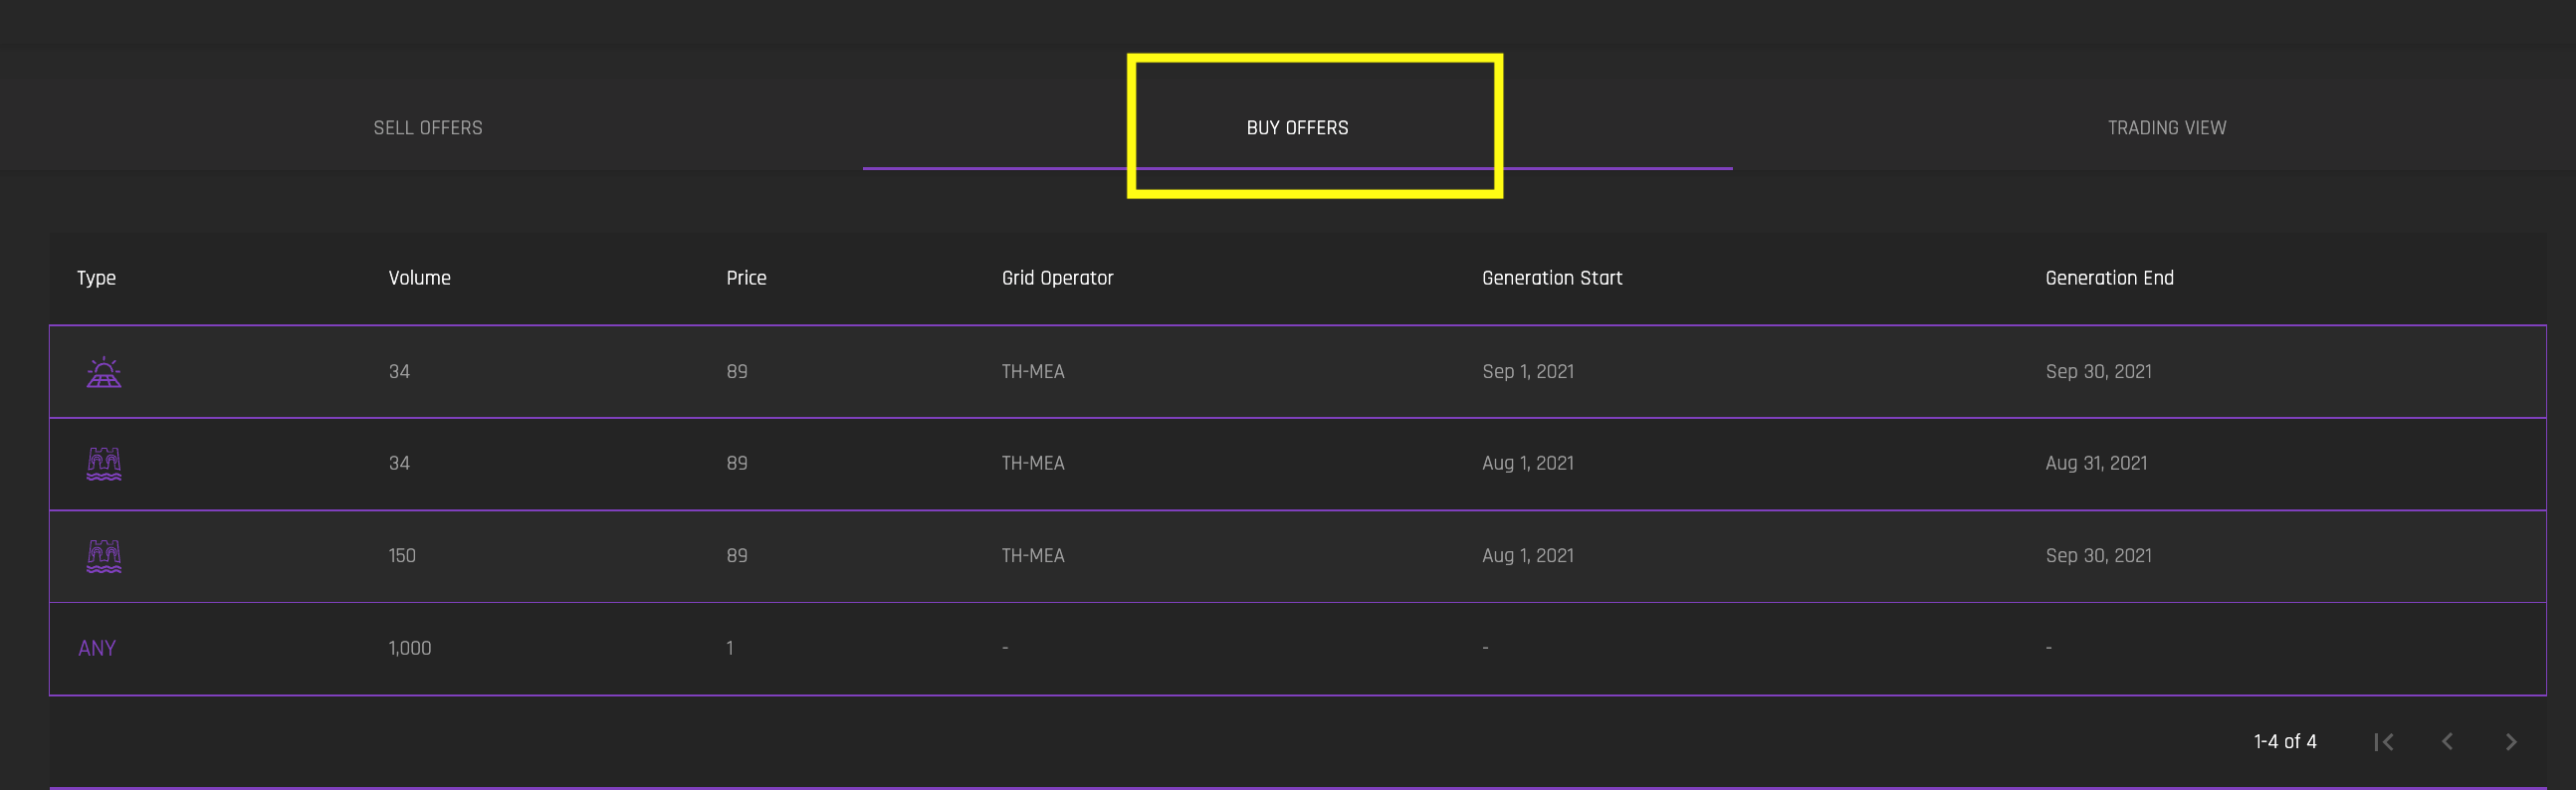 SELL OFFERS BUY OFFERS TRADING VIEW
Type Volume Price Grid Operator Generation Start Generation End
34 89 TH-MEA Sep 1, 2021 Sep 30, 2021
34 89 TH-MEA Aug 1, 2021 Aug 31, 2021
150 89 TH-MEA Aug 1, 2021 Sep 30, 2021
ANY 1,000 1 - - -
1-4 of 4